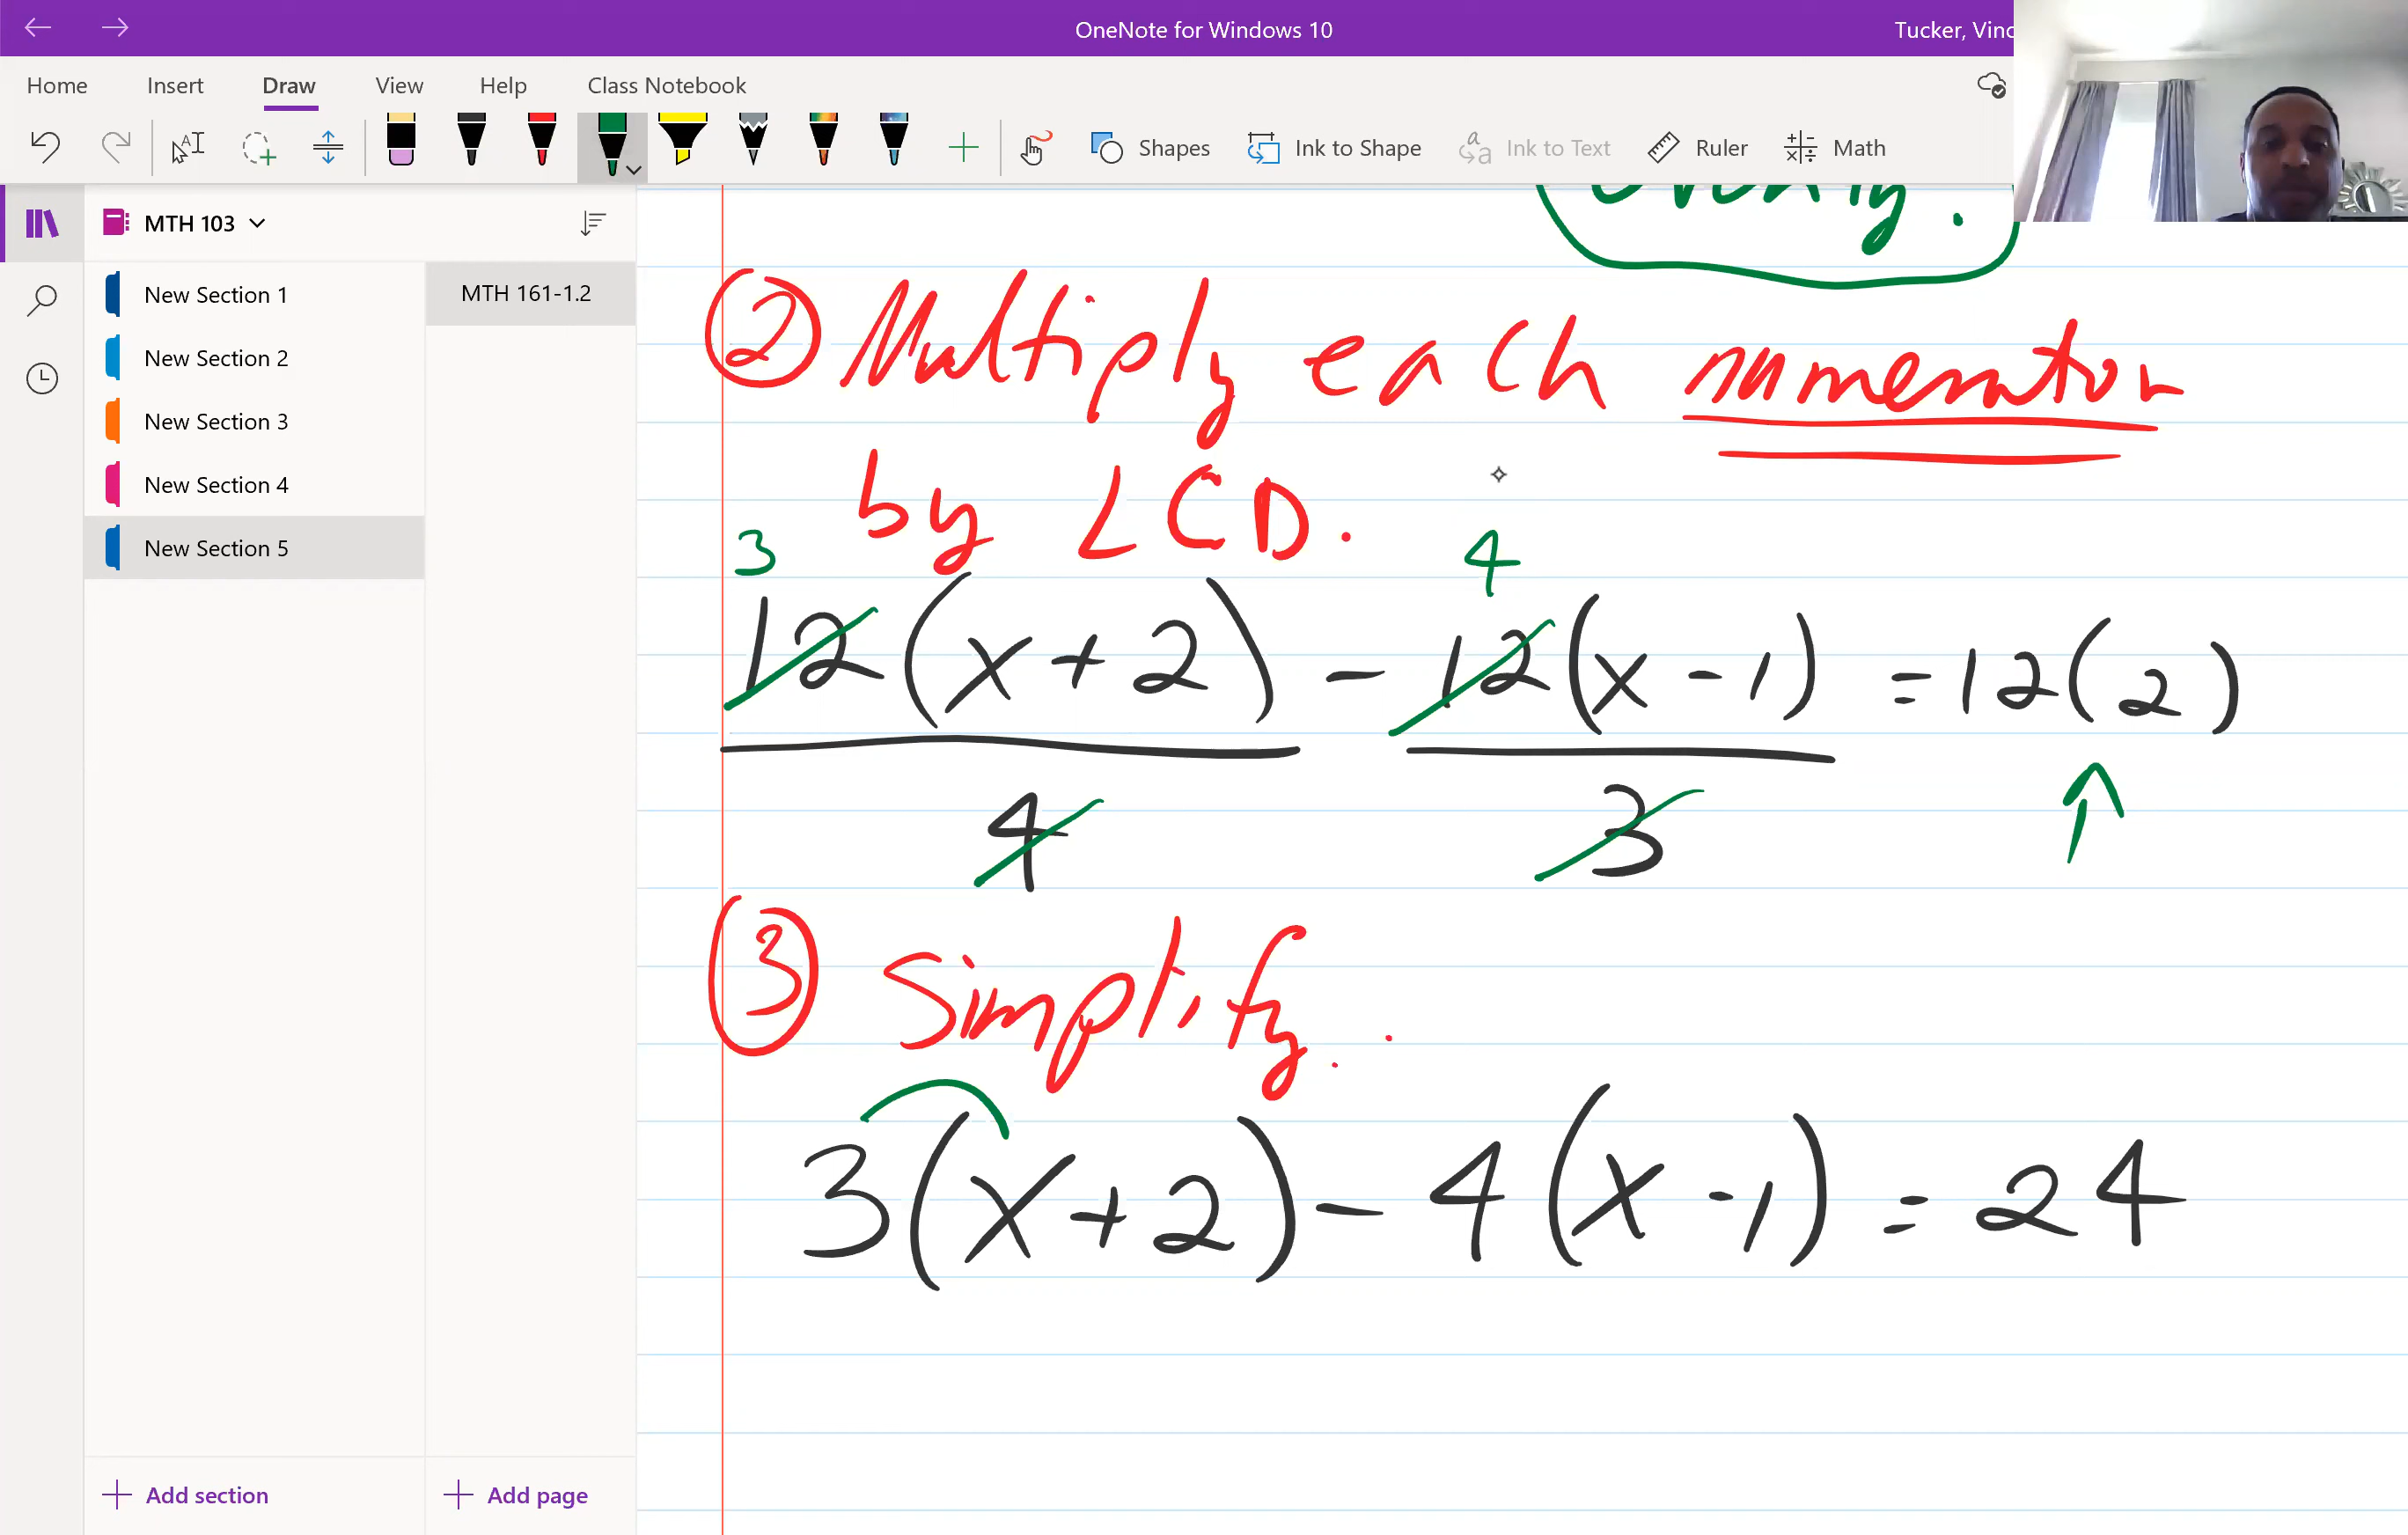 OneNote for Windows 10
Tucker, Vinc
Home Insert Draw View Help Class Notebook
Shapes Ink to Shape Ink to Text Ruler Math
MTH 103
New Section 1
New Section 2
New Section 3
New Section 4
New Section 5
MTH 161-1.2
Add section
Add page
evenly.
② Multiply each numerator
by LCD.
3 4
12(x+2) - 12(x-1) = 12(2)
4 3
③ Simplify.
3(x+2) - 4(x-1) = 24